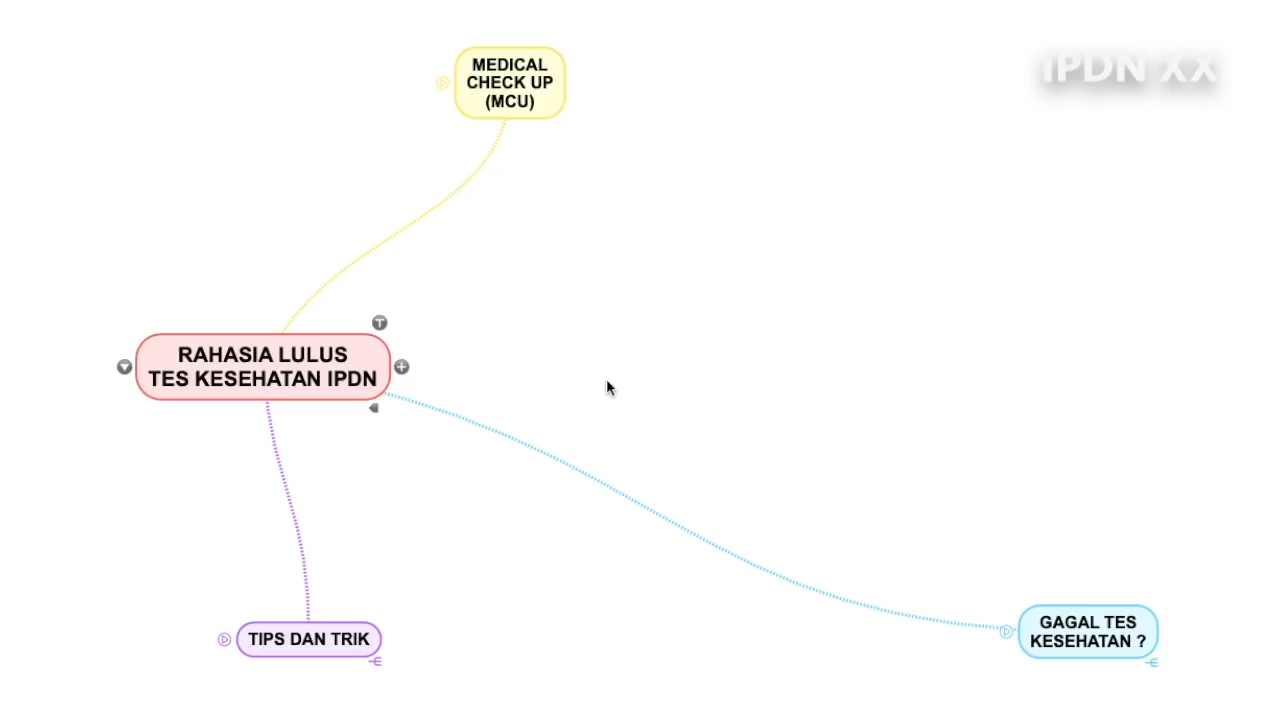 MEDICAL
CHECK UP
(MCU)
IPDN XX
RAHASIA LULUS
TES KESEHATAN IPDN
TIPS DAN TRIK
GAGAL TES
KESEHATAN ?